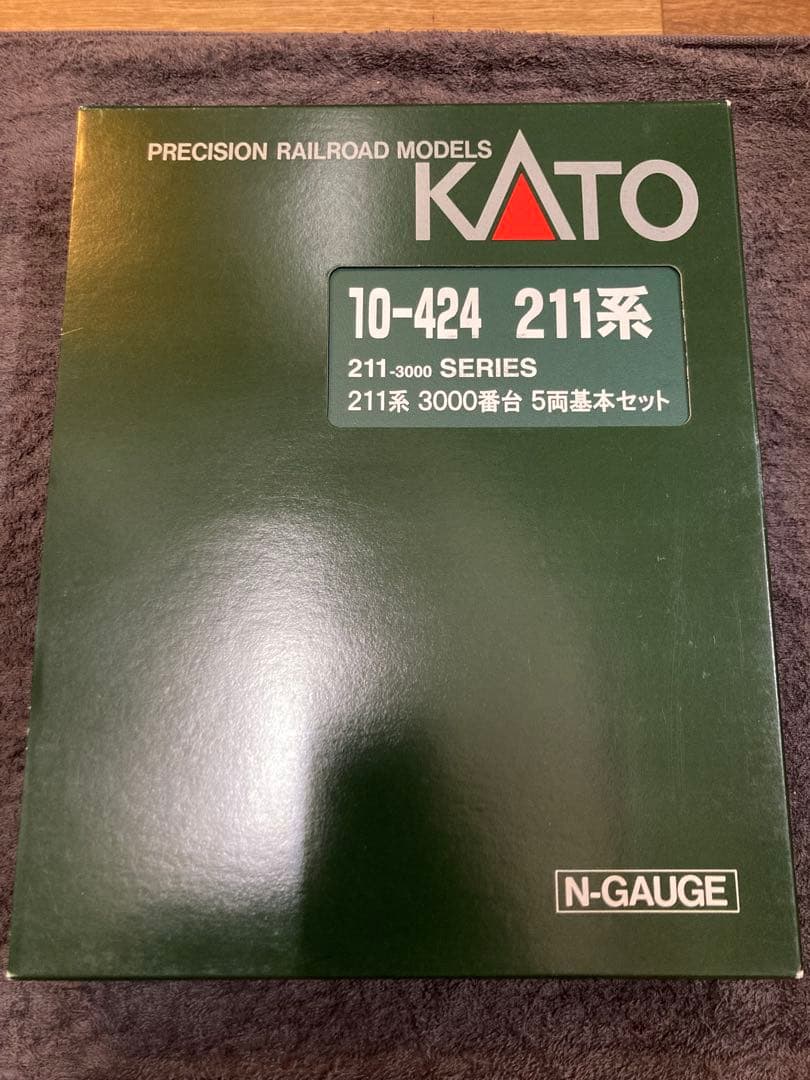 PRECISION RAILROAD MODELS
KATO
10-424 211系
211-3000 SERIES
211系 3000番台 5両基本セット
N-GAUGE